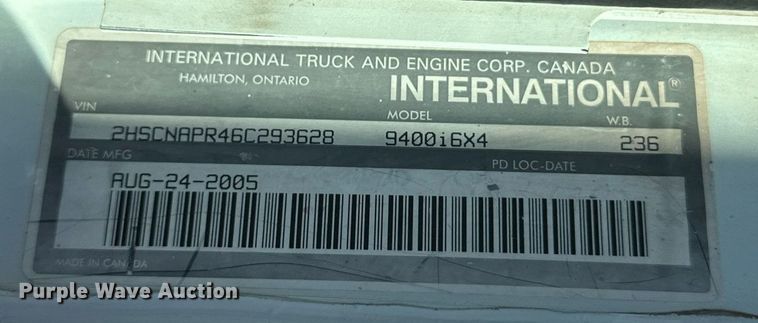 INTERNATIONAL TRUCK AND ENGINE CORP. CANADA
HAMILTON, ONTARIO
INTERNATIONAL®
VIN MODEL W.B.
2HSCNAPR46C293628 9400i6X4 236
DATE MFG PD LOC-DATE
AUG-24-2005
MADE IN CANADA
Purple Wave Auction